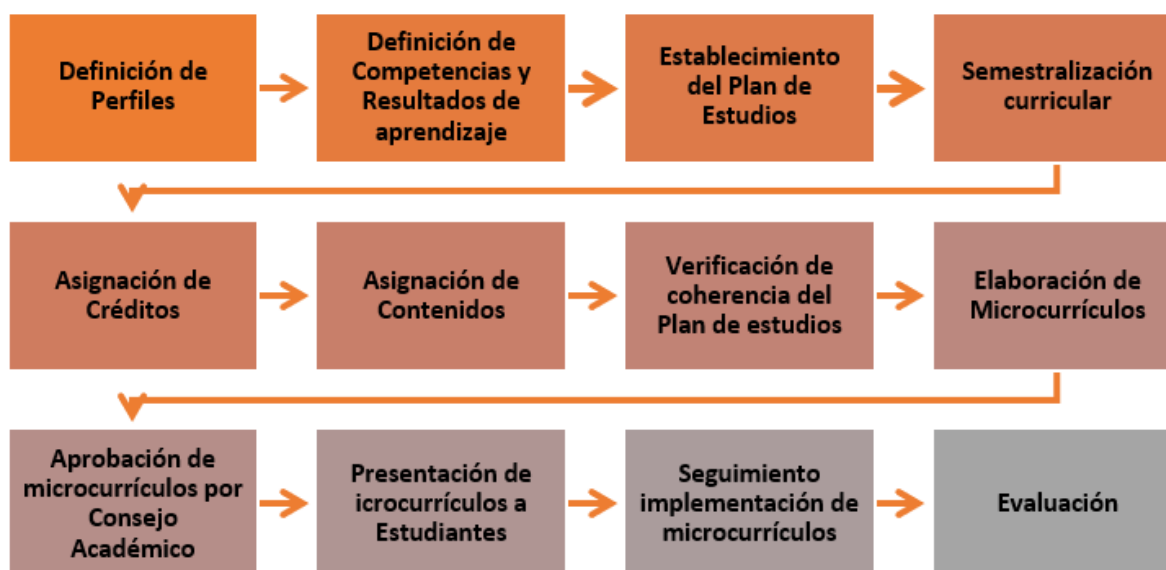 Definición de
Perfiles
Definición de
Competencias y
Resultados de
aprendizaje
Establecimiento
del Plan de
Estudios
Semestralización
curricular
Asignación de
Créditos
Asignación de
Contenidos
Verificación de
coherencia del
Plan de estudios
Elaboración de
Microcurrículos
Aprobación de
microcurrículos por
Consejo
Académico
Presentación de
icrocurrículos a
Estudiantes
Seguimiento
implementación de
microcurrículos
Evaluación